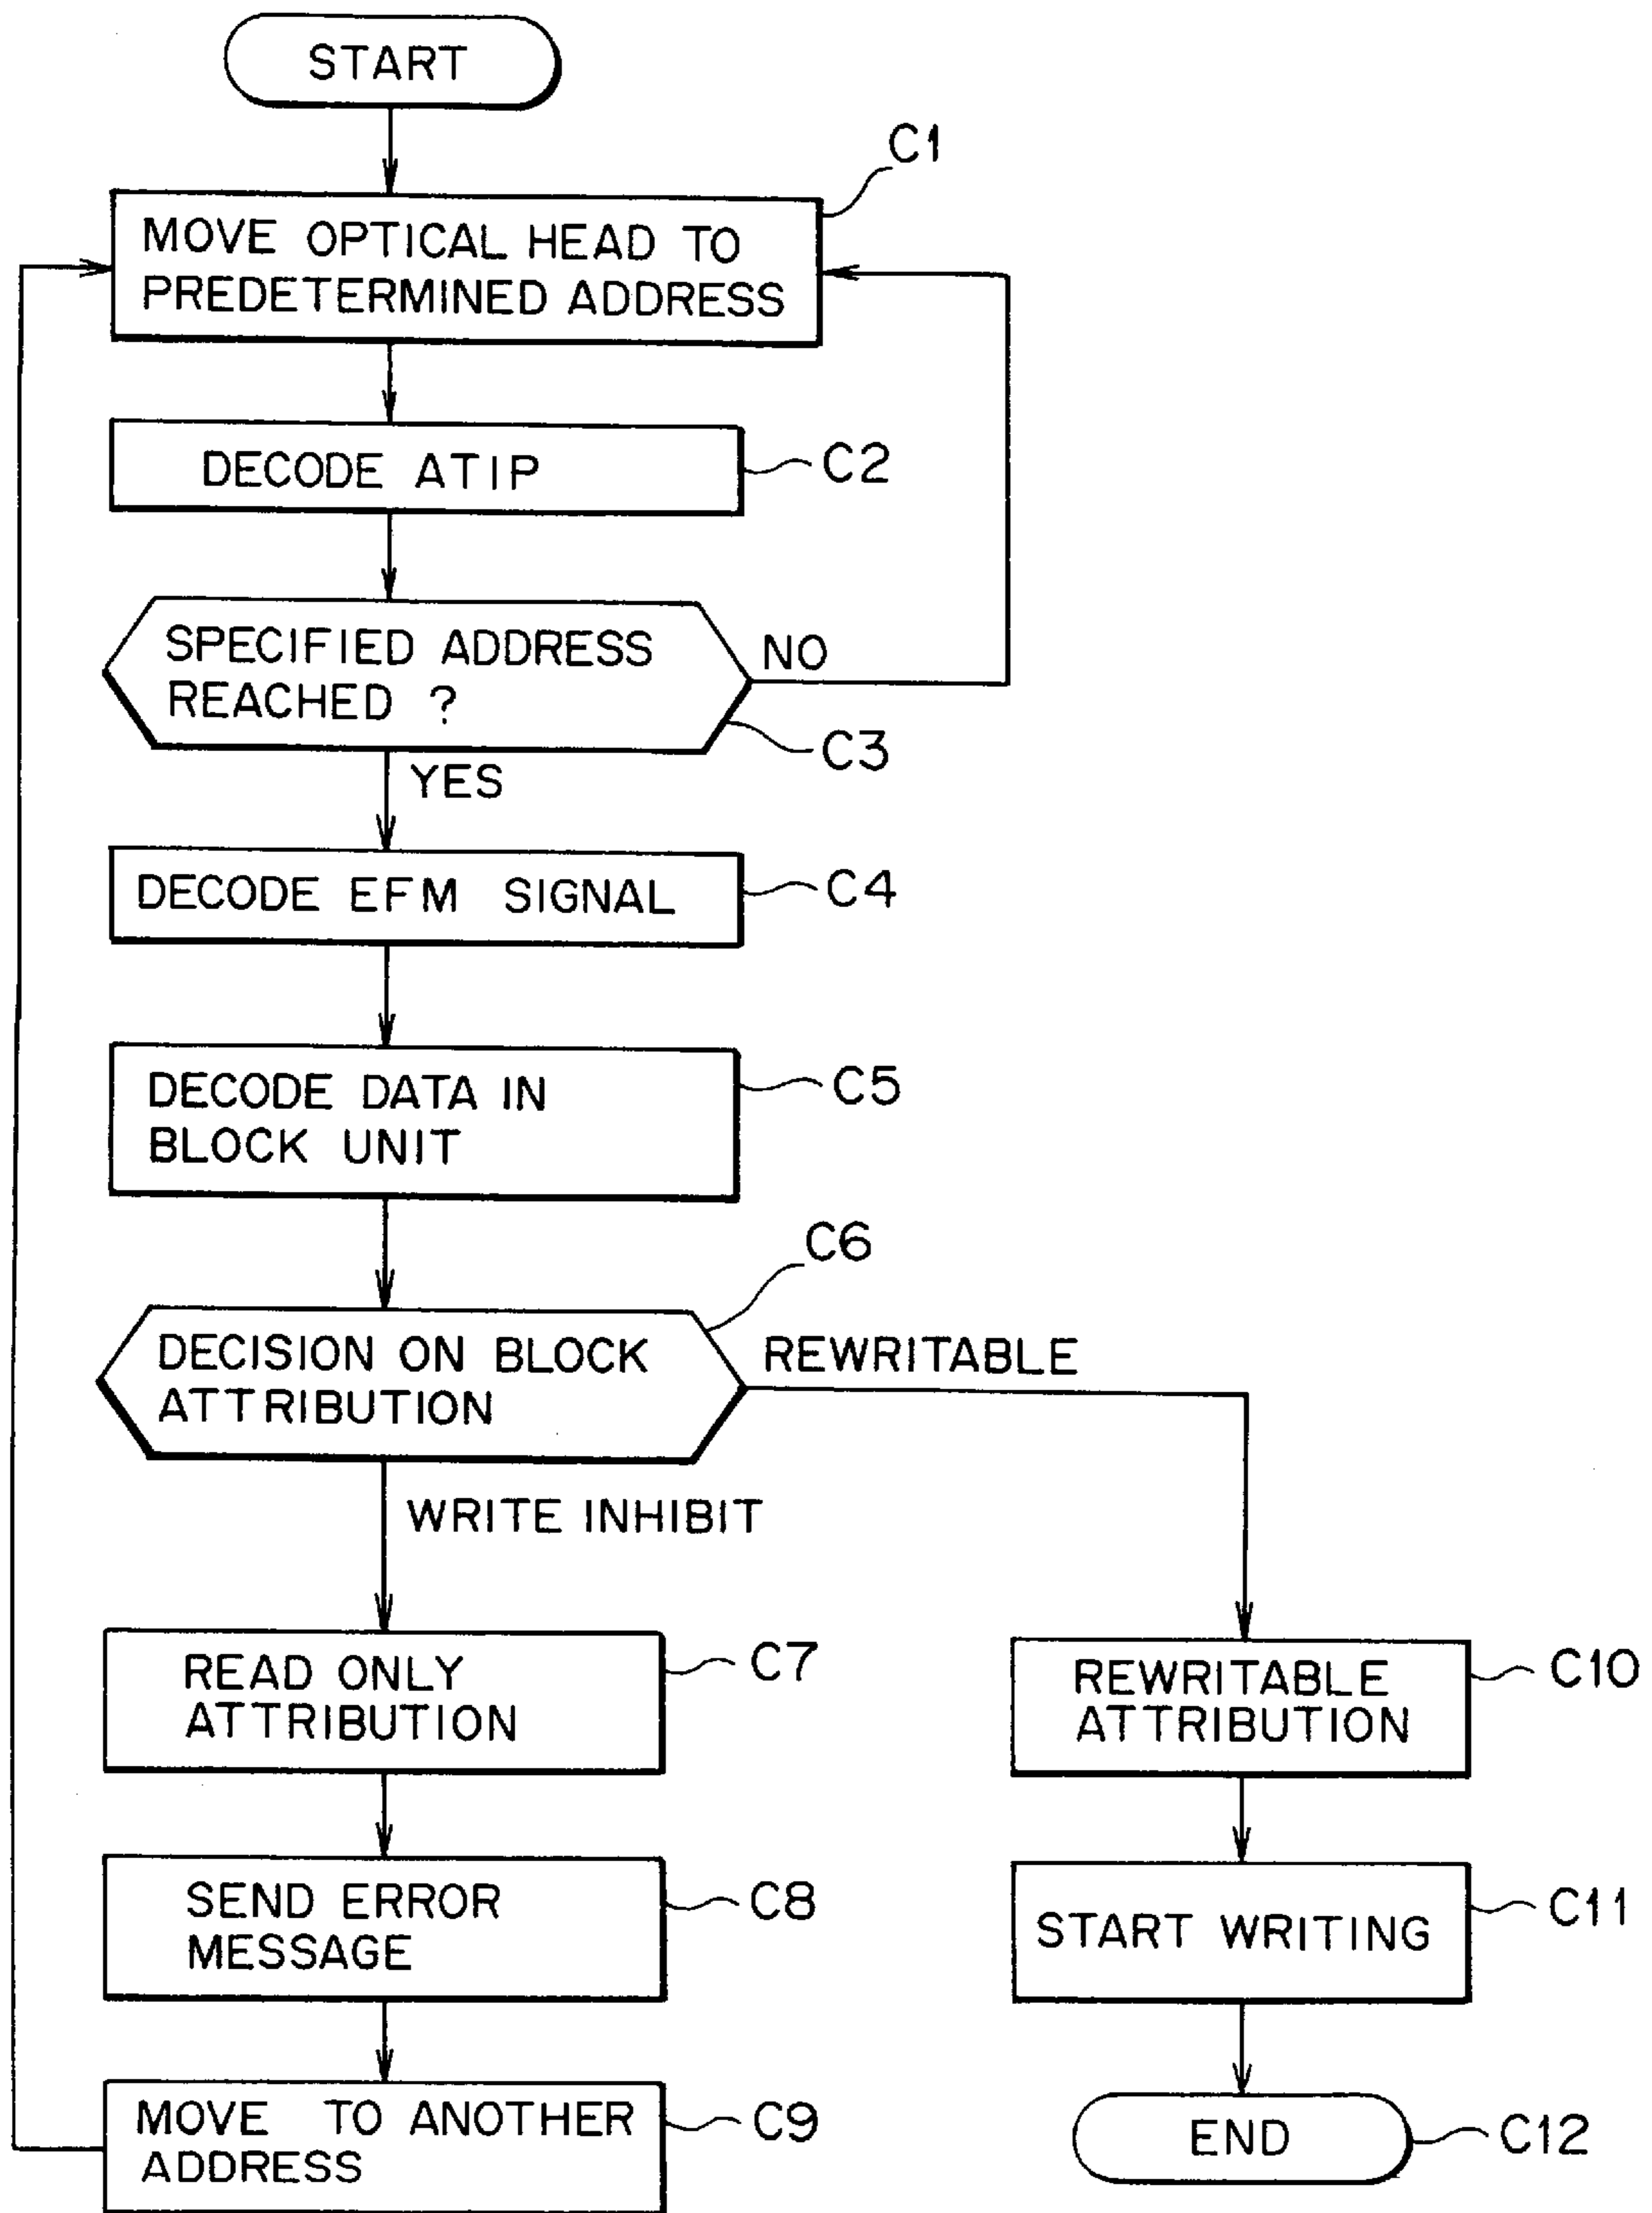 START
C1
MOVE OPTICAL HEAD TO
PREDETERMINED ADDRESS
DECODE ATIP
C2
SPECIFIED ADDRESS
REACHED ?
NO
C3
YES
DECODE EFM SIGNAL
C4
DECODE DATA IN
BLOCK UNIT
C5
C6
DECISION ON BLOCK
ATTRIBUTION
REWRITABLE
WRITE INHIBIT
READ ONLY
ATTRIBUTION
C7
REWRITABLE
ATTRIBUTION
C10
SEND ERROR
MESSAGE
C8
START WRITING
C11
MOVE TO ANOTHER
ADDRESS
C9
END
C12